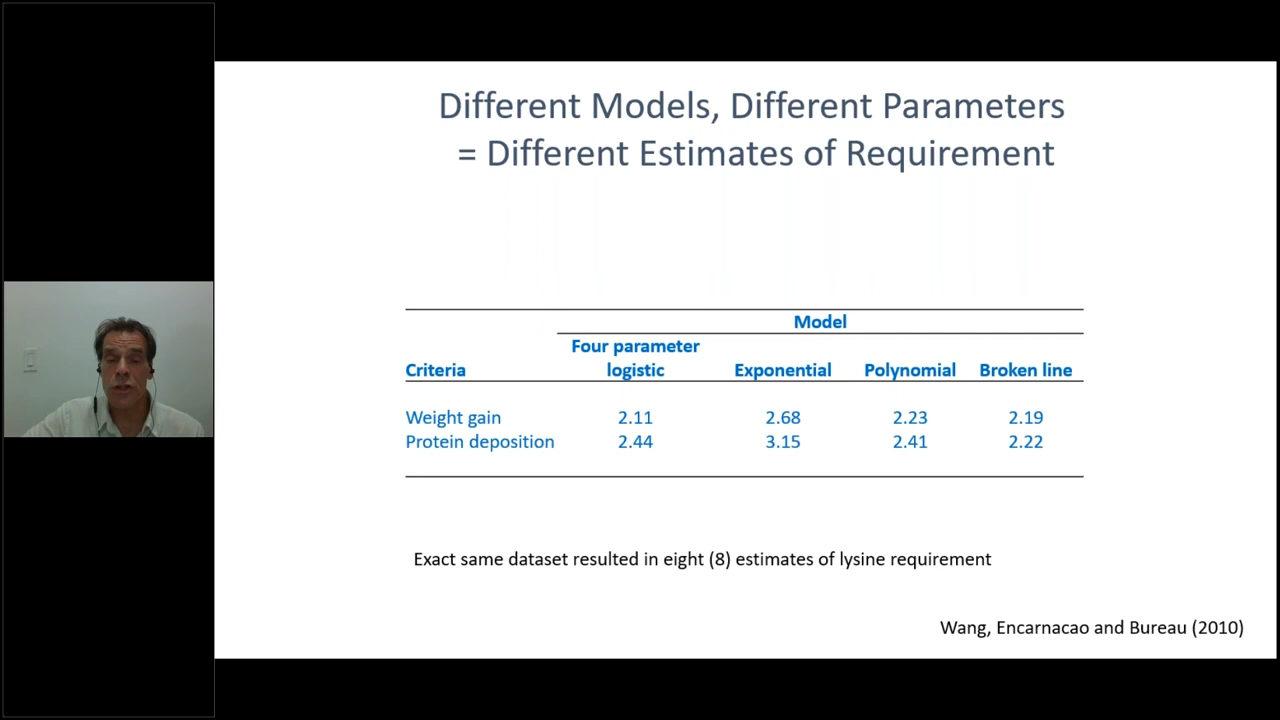 Different Models, Different Parameters
= Different Estimates of Requirement
Model
Four parameter
Criteria logistic Exponential Polynomial Broken line
Weight gain 2.11 2.68 2.23 2.19
Protein deposition 2.44 3.15 2.41 2.22
Exact same dataset resulted in eight (8) estimates of lysine requirement
Wang, Encarnacao and Bureau (2010)